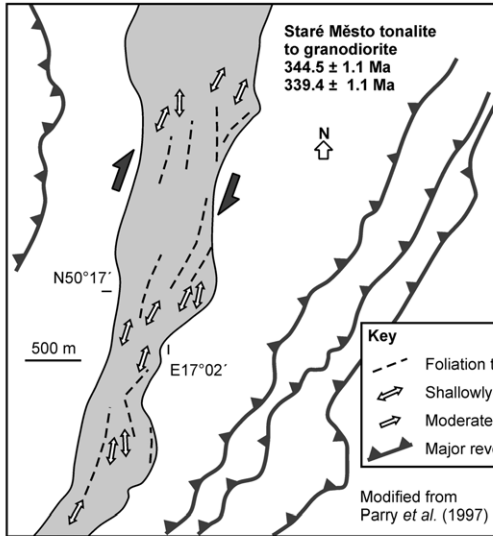 Staré Město tonalite
to granodiorite
344.5 ± 1.1 Ma
339.4 ± 1.1 Ma
N
N50°17´
500 m
E17°02´
Key
Foliation t
Shallowly
Moderate
Major reve
Modified from
Parry et al. (1997)